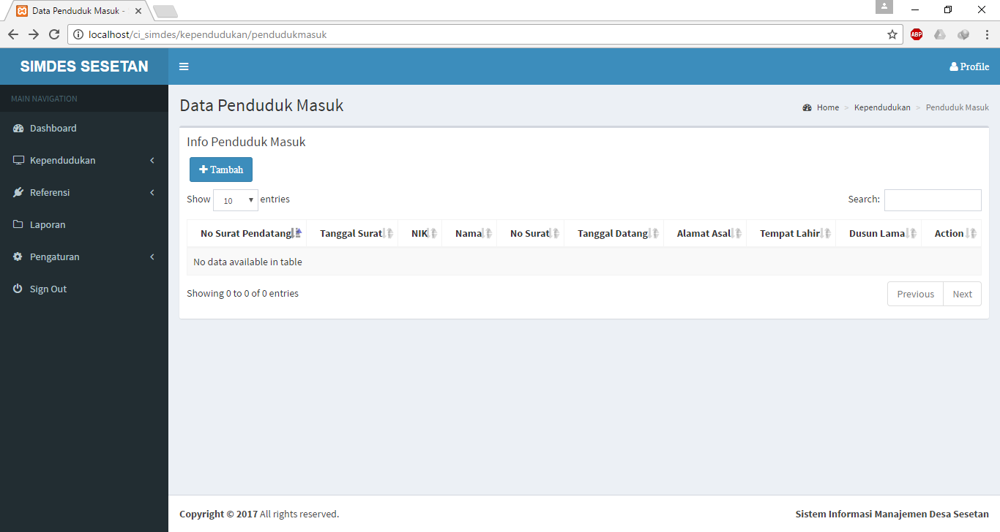 Data Penduduk Masuk -
localhost/ci_simdes/kependudukan/pendudukmasuk
ABP
SIMDES SESETAN
Profile
MAIN NAVIGATION
Dashboard
Kependudukan
Referensi
Laporan
Pengaturan
Sign Out
Data Penduduk Masuk
Home > Kependudukan > Penduduk Masuk
Info Penduduk Masuk
Tambah
Show 10 entries
Search:
No Surat Pendatang Tanggal Surat NIK Nama No Surat Tanggal Datang Alamat Asal Tempat Lahir Dusun Lama Action
No data available in table
Showing 0 to 0 of 0 entries
Previous Next
Copyright © 2017 All rights reserved.
Sistem Informasi Manajemen Desa Sesetan